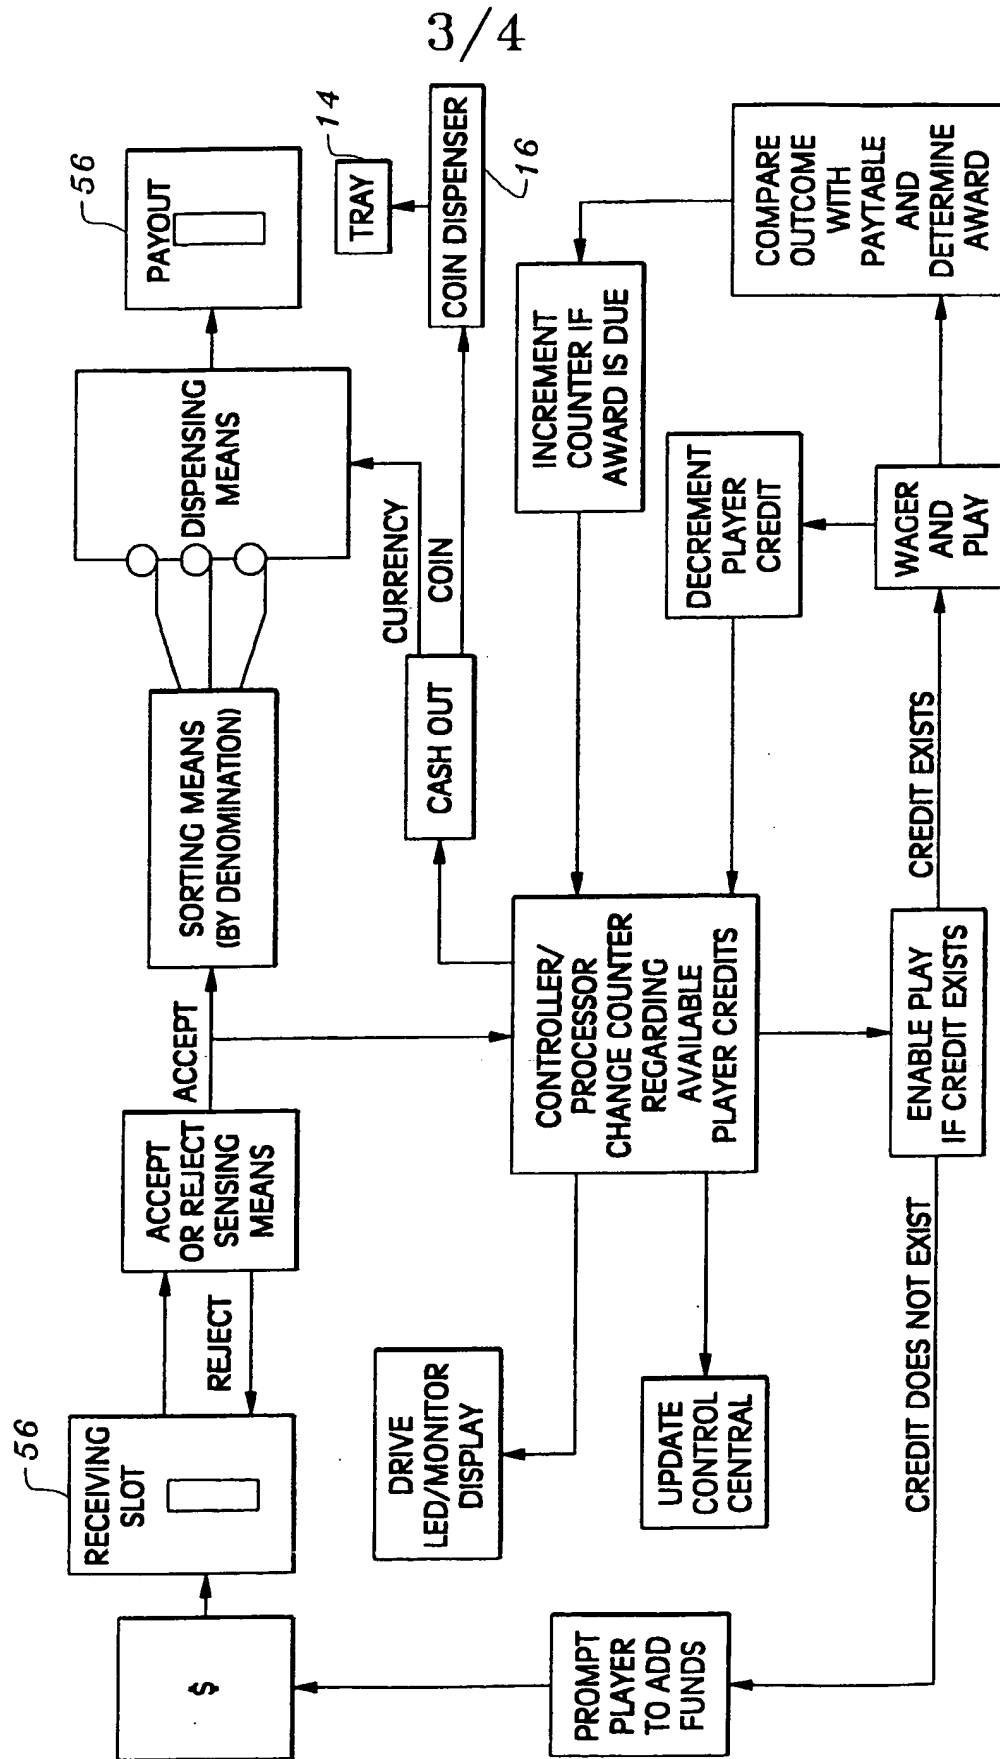 3/4
$
RECEIVING
SLOT
56
REJECT
ACCEPT
OR REJECT
SENSING
MEANS
ACCEPT
SORTING MEANS
(BY DENOMINATION)
DISPENSING
MEANS
PAYOUT
56
CASH OUT
CURRENCY
COIN
TRAY
14
COIN DISPENSER
16
DRIVE
LED/MONITOR
DISPLAY
CONTROLLER/
PROCESSOR
CHANGE COUNTER
REGARDING
AVAILABLE
PLAYER CREDITS
INCREMENT
COUNTER IF
AWARD IS DUE
DECREMENT
PLAYER
CREDIT
UPDATE
CONTROL
CENTRAL
PROMPT
PLAYER
TO ADD
FUNDS
CREDIT DOES NOT EXIST
ENABLE PLAY
IF CREDIT EXISTS
CREDIT EXISTS
WAGER
AND
PLAY
COMPARE
OUTCOME
WITH
PAYTABLE
AND
DETERMINE
AWARD